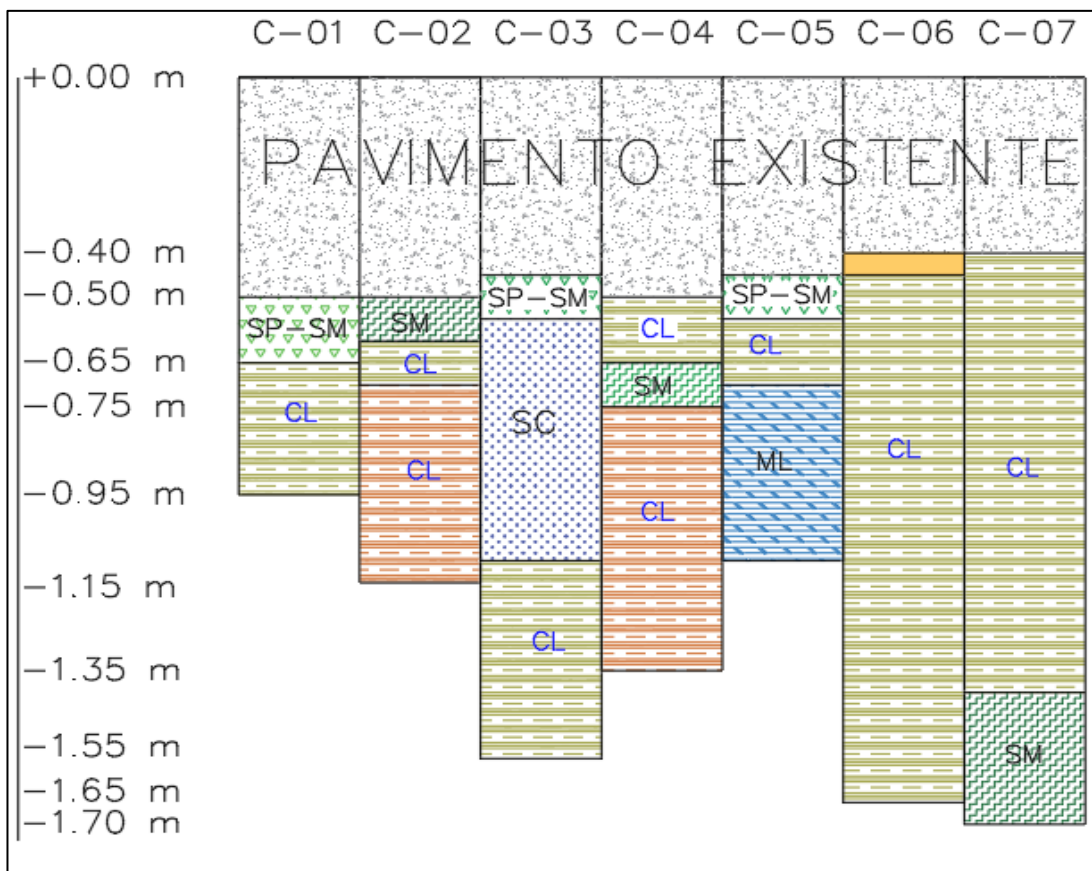 C-01 C-02 C-03 C-04 C-05 C-06 C-07
+0.00 m
PAVIMENTO EXISTENTE
-0.40 m
-0.50 m
SP-SM SP-SM
SP-SM SM CL CL
-0.65 m
CL SM
-0.75 m
CL SC CL CL
CL ML CL
-0.95 m
CL
-1.15 m
CL
-1.35 m
-1.55 m SM
-1.65 m
-1.70 m